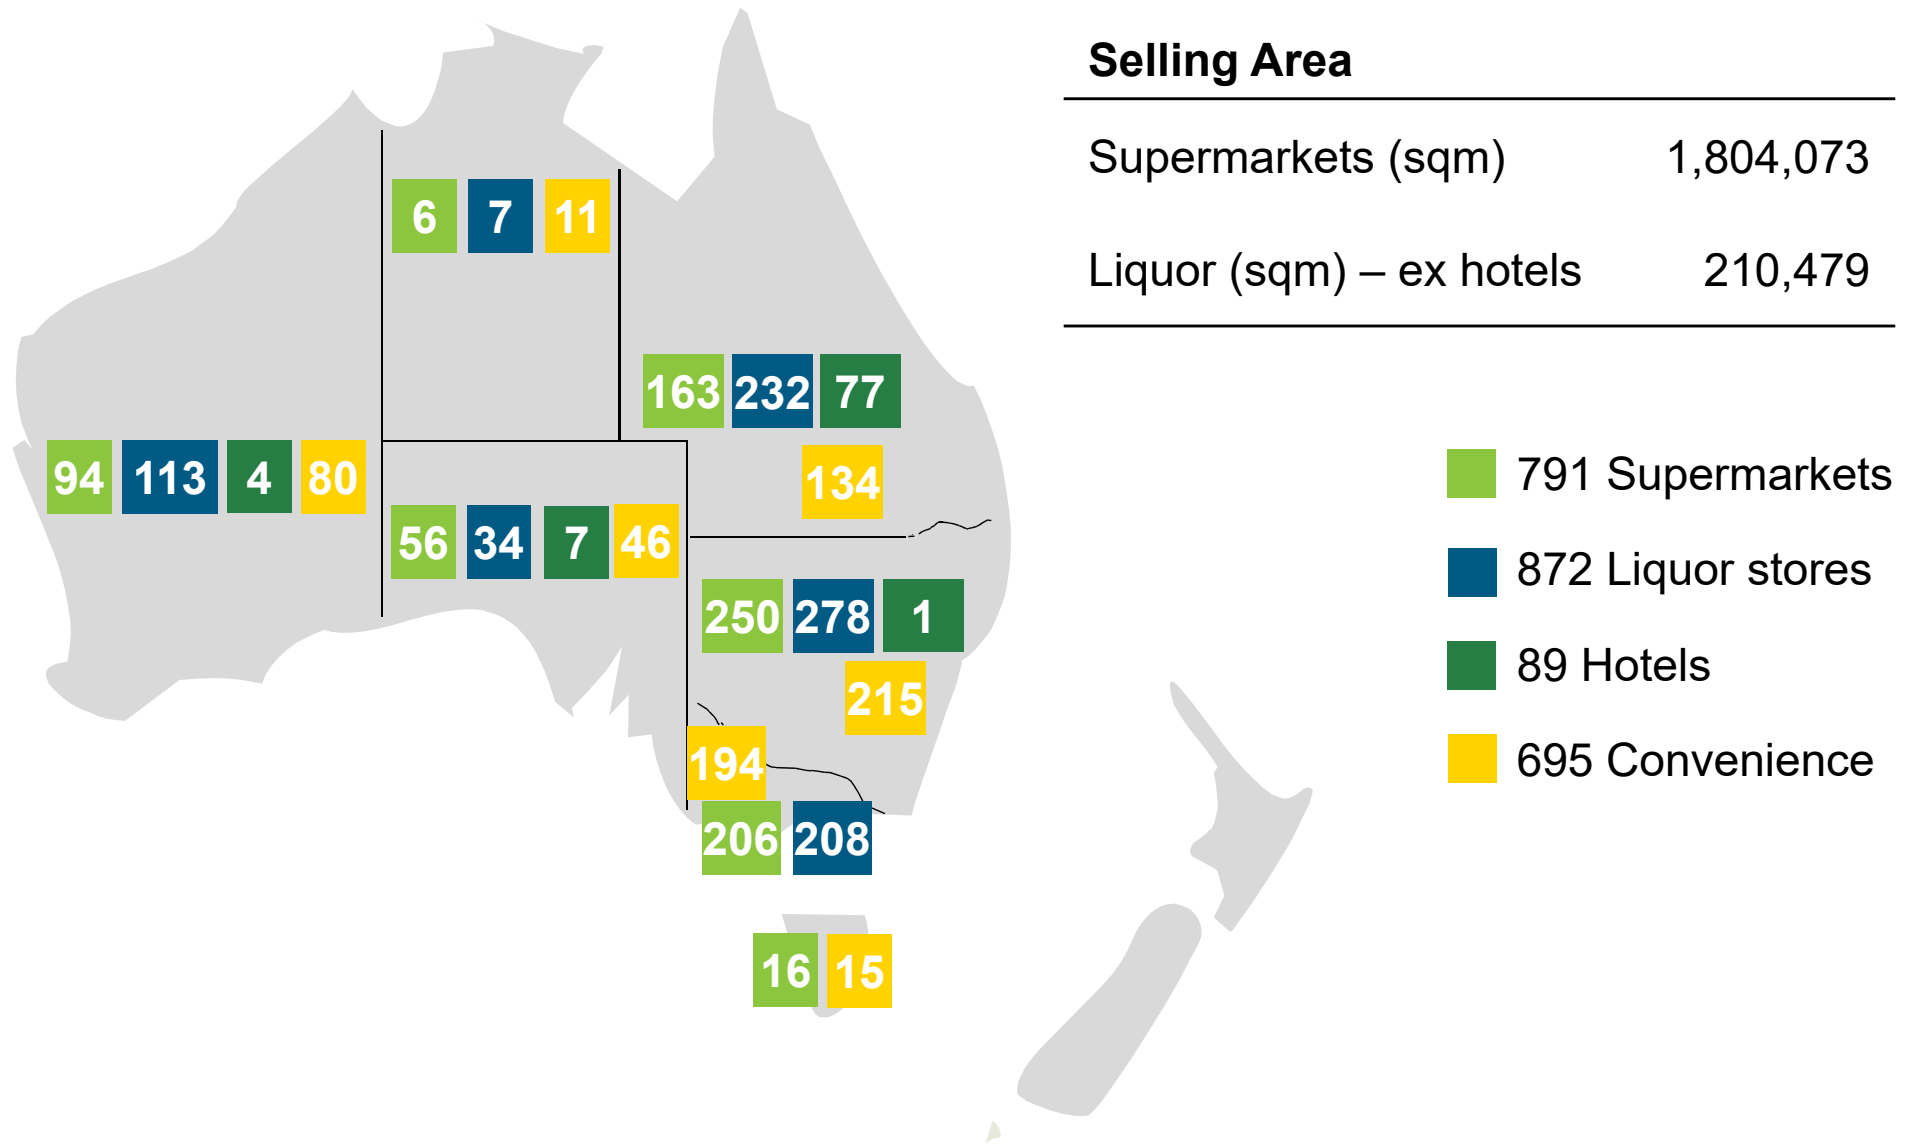 Selling Area
Supermarkets (sqm) 1,804,073
Liquor (sqm) – ex hotels 210,479
6 7 11
163 232 77
134
94 113 4 80
56 34 7 46
250 278 1
215
194
206 208
16 15
791 Supermarkets
872 Liquor stores
89 Hotels
695 Convenience